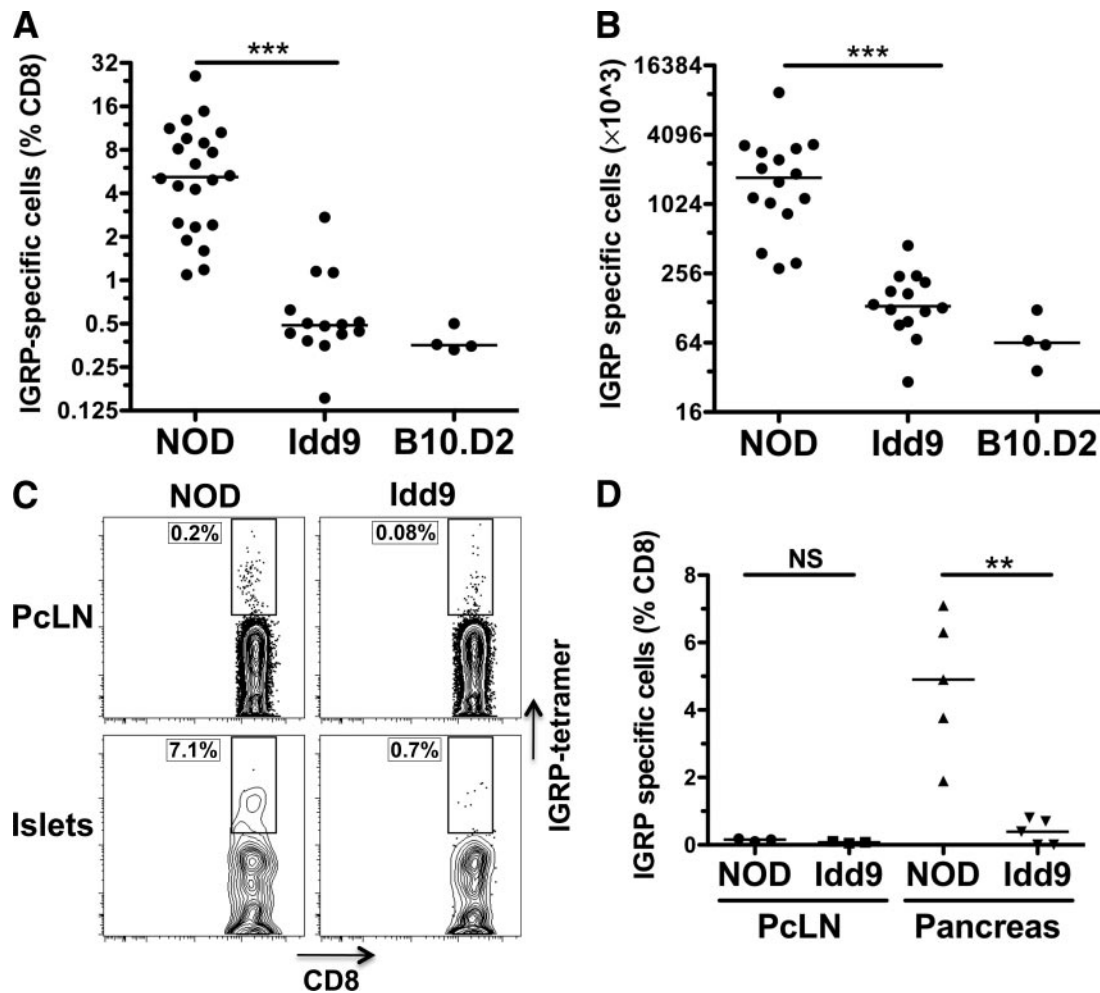 A
IGRP-specific cells (% CD8)
32
16
8
4
2
1
0.5
0.25
0.125
***
NOD Idd9 B10.D2
B
IGRP specific cells (×10^3)
16384
4096
1024
256
64
16
***
NOD Idd9 B10.D2
C
NOD Idd9
PcLN
0.2% 0.08%
Islets
7.1% 0.7%
IGRP-tetramer
CD8
D
IGRP specific cells (% CD8)
8
6
4
2
0
NS **
NOD Idd9 NOD Idd9
PcLN Pancreas